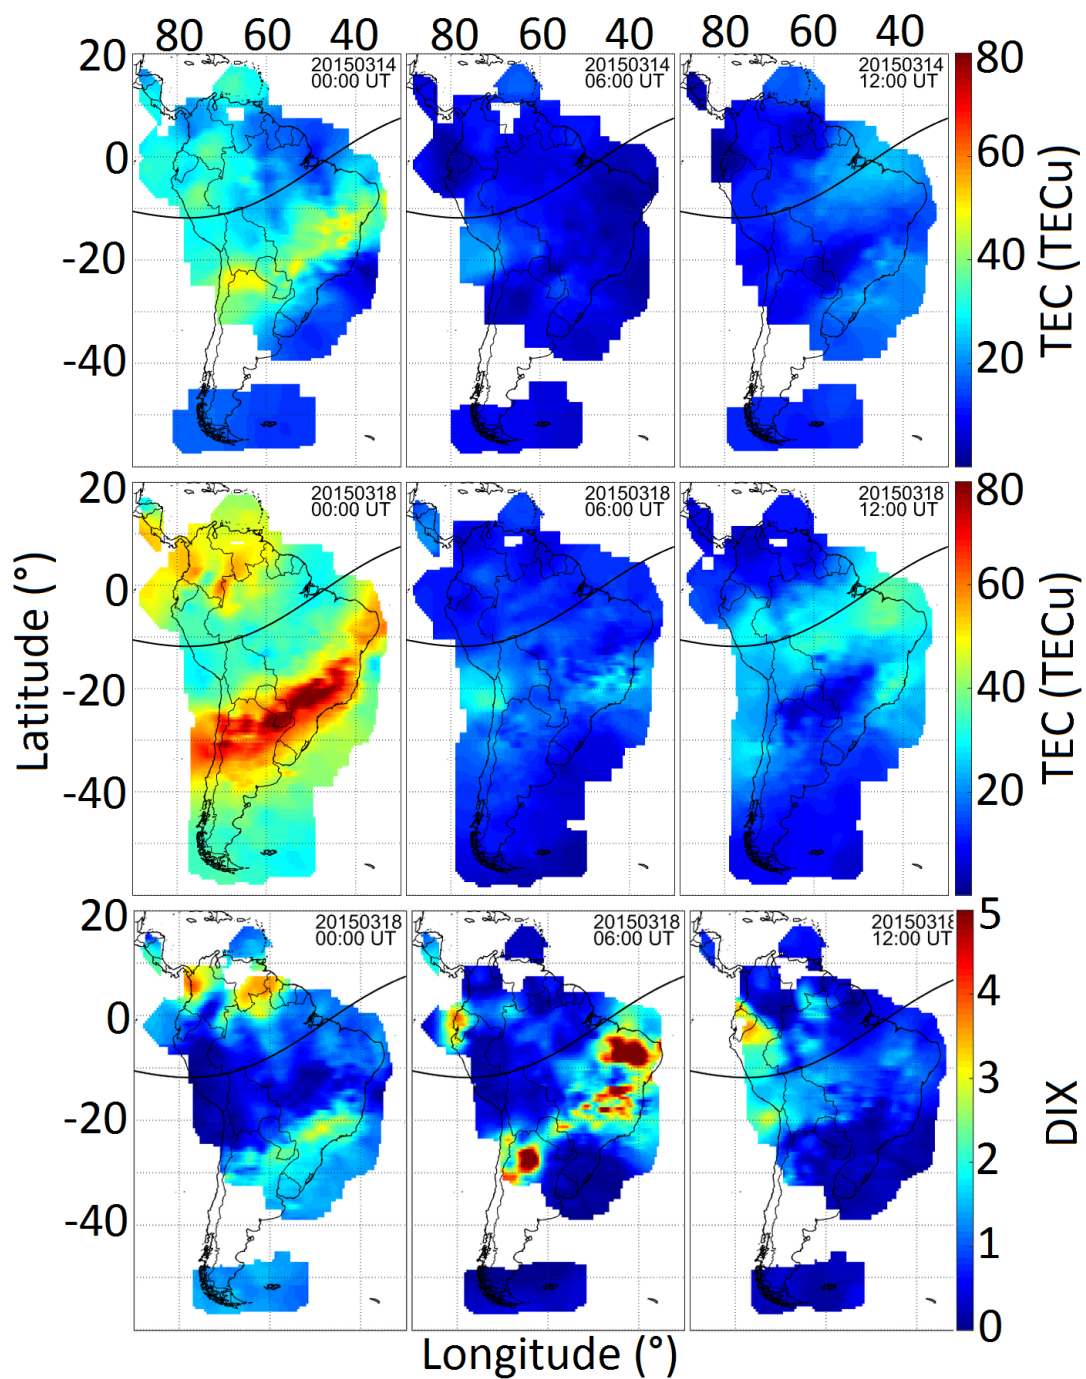 80 60 40 80 60 40 80 60 40
20 0 -20 -40
20150314
00:00 UT
20150314
06:00 UT
20150314
12:00 UT
80 60 40 20
TEC (TECu)
20 0 -20 -40
20150318
00:00 UT
20150318
06:00 UT
20150318
12:00 UT
80 60 40 20
TEC (TECu)
Latitude (°)
20 0 -20 -40
20150318
00:00 UT
20150318
06:00 UT
20150318
12:00 UT
5 4 3 2 1 0
DIX
Longitude (°)